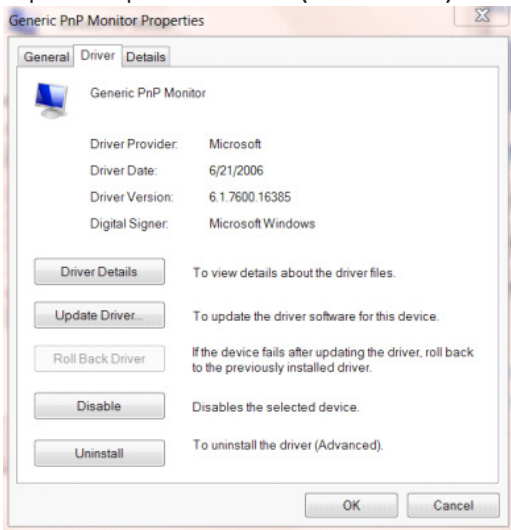 Generic PnP Monitor Properties
General Driver Details
Generic PnP Monitor
Driver Provider: Microsoft
Driver Date: 6/21/2006
Driver Version: 6.1.7600.16385
Digital Signer: Microsoft Windows
Driver Details To view details about the driver files.
Update Driver... To update the driver software for this device.
Roll Back Driver If the device fails after updating the driver, roll back
to the previously installed driver.
Disable Disables the selected device.
Uninstall To uninstall the driver (Advanced).
OK Cancel